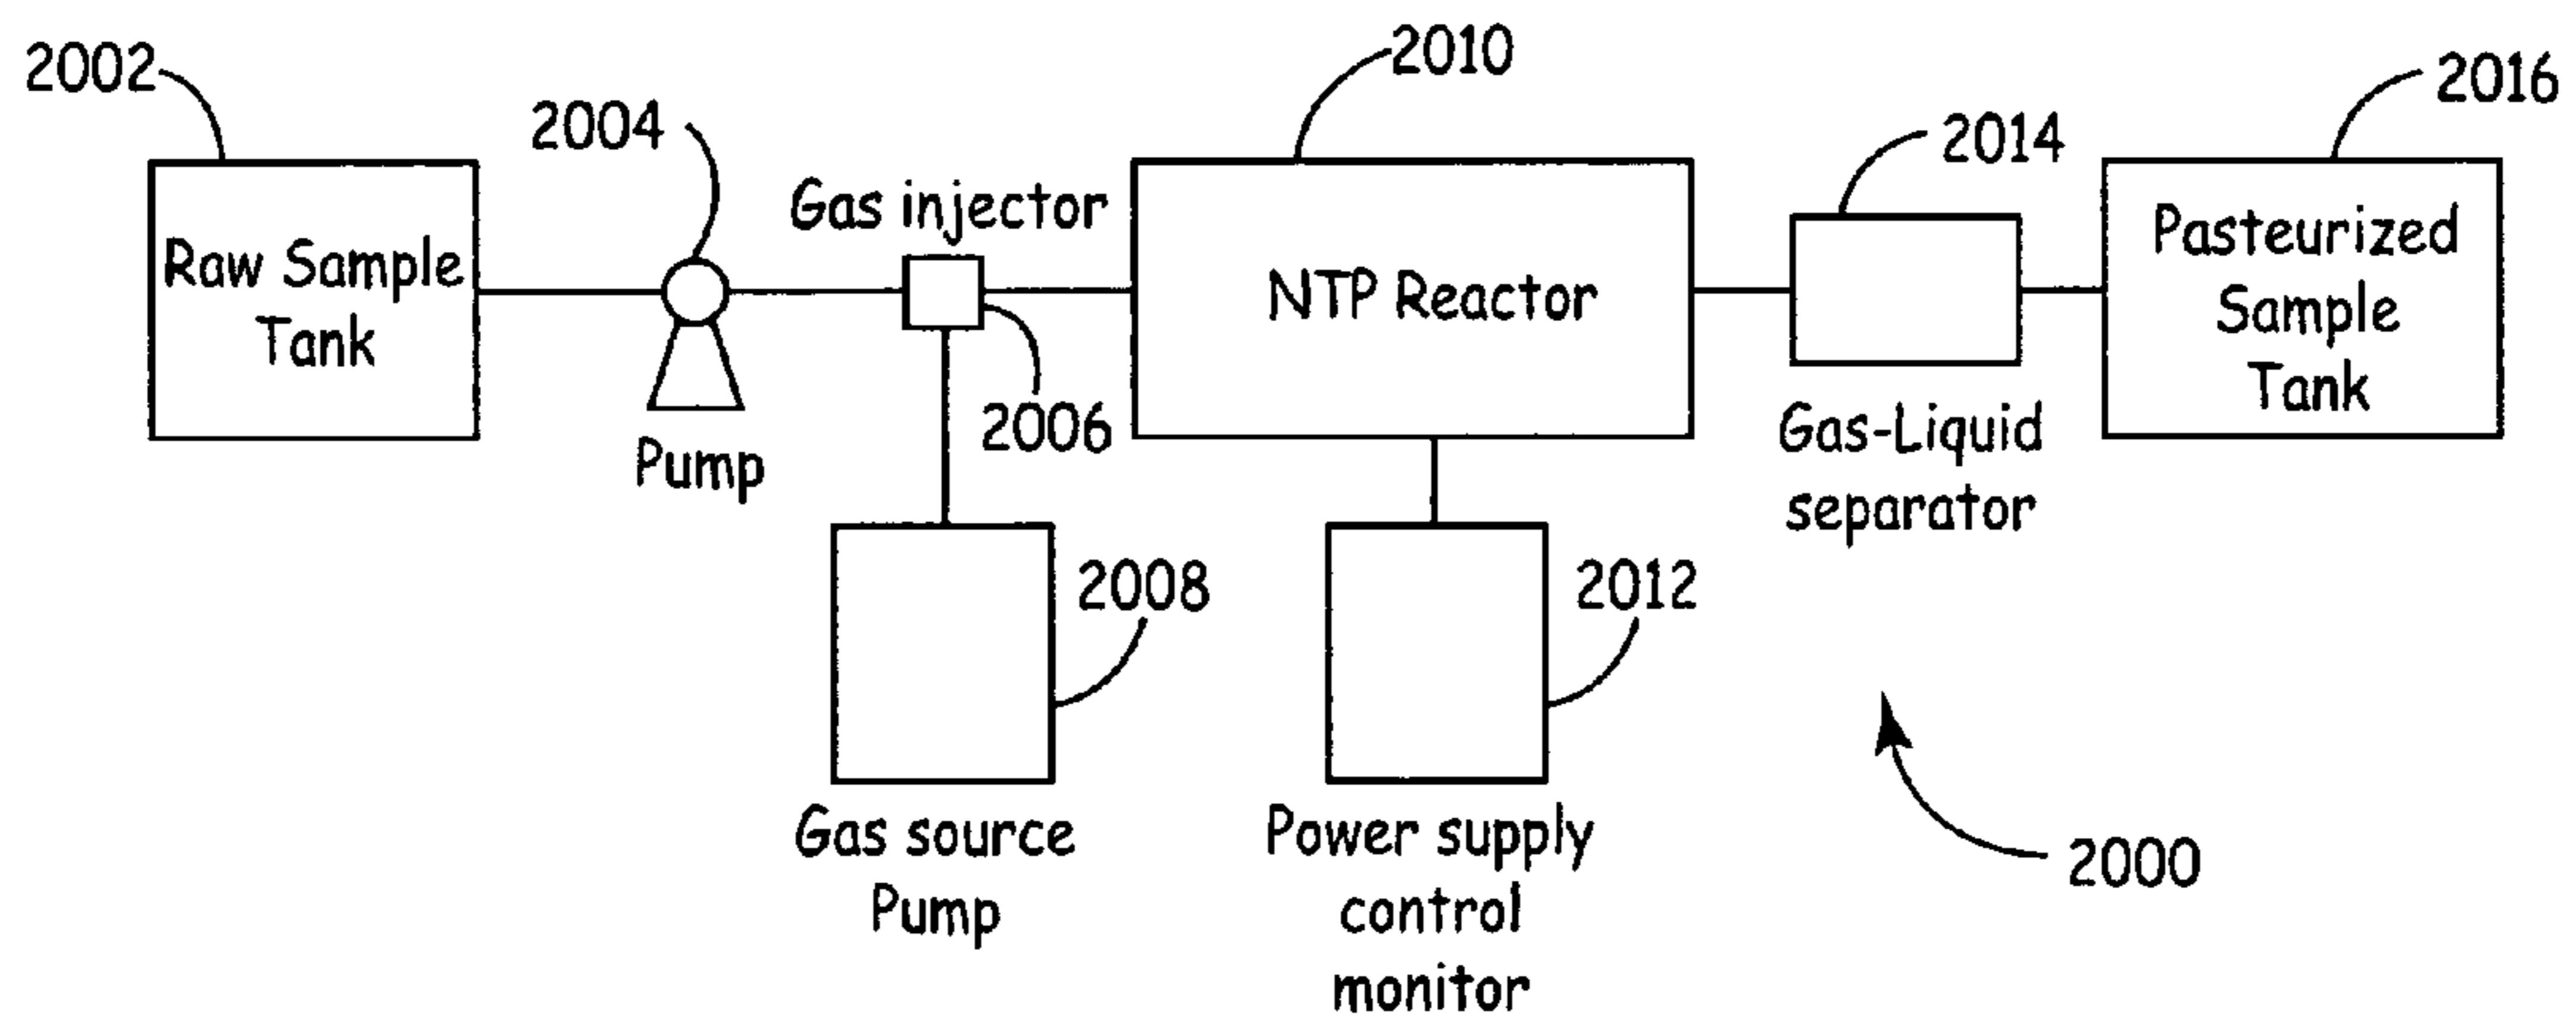 2002
2010
2016
2004
2014
Gas injector
Raw Sample
Tank
NTP Reactor
Pasteurized
Sample
Tank
2006
Pump
Gas-Liquid
separator
2008
2012
Gas source
Pump
Power supply
control
monitor
2000